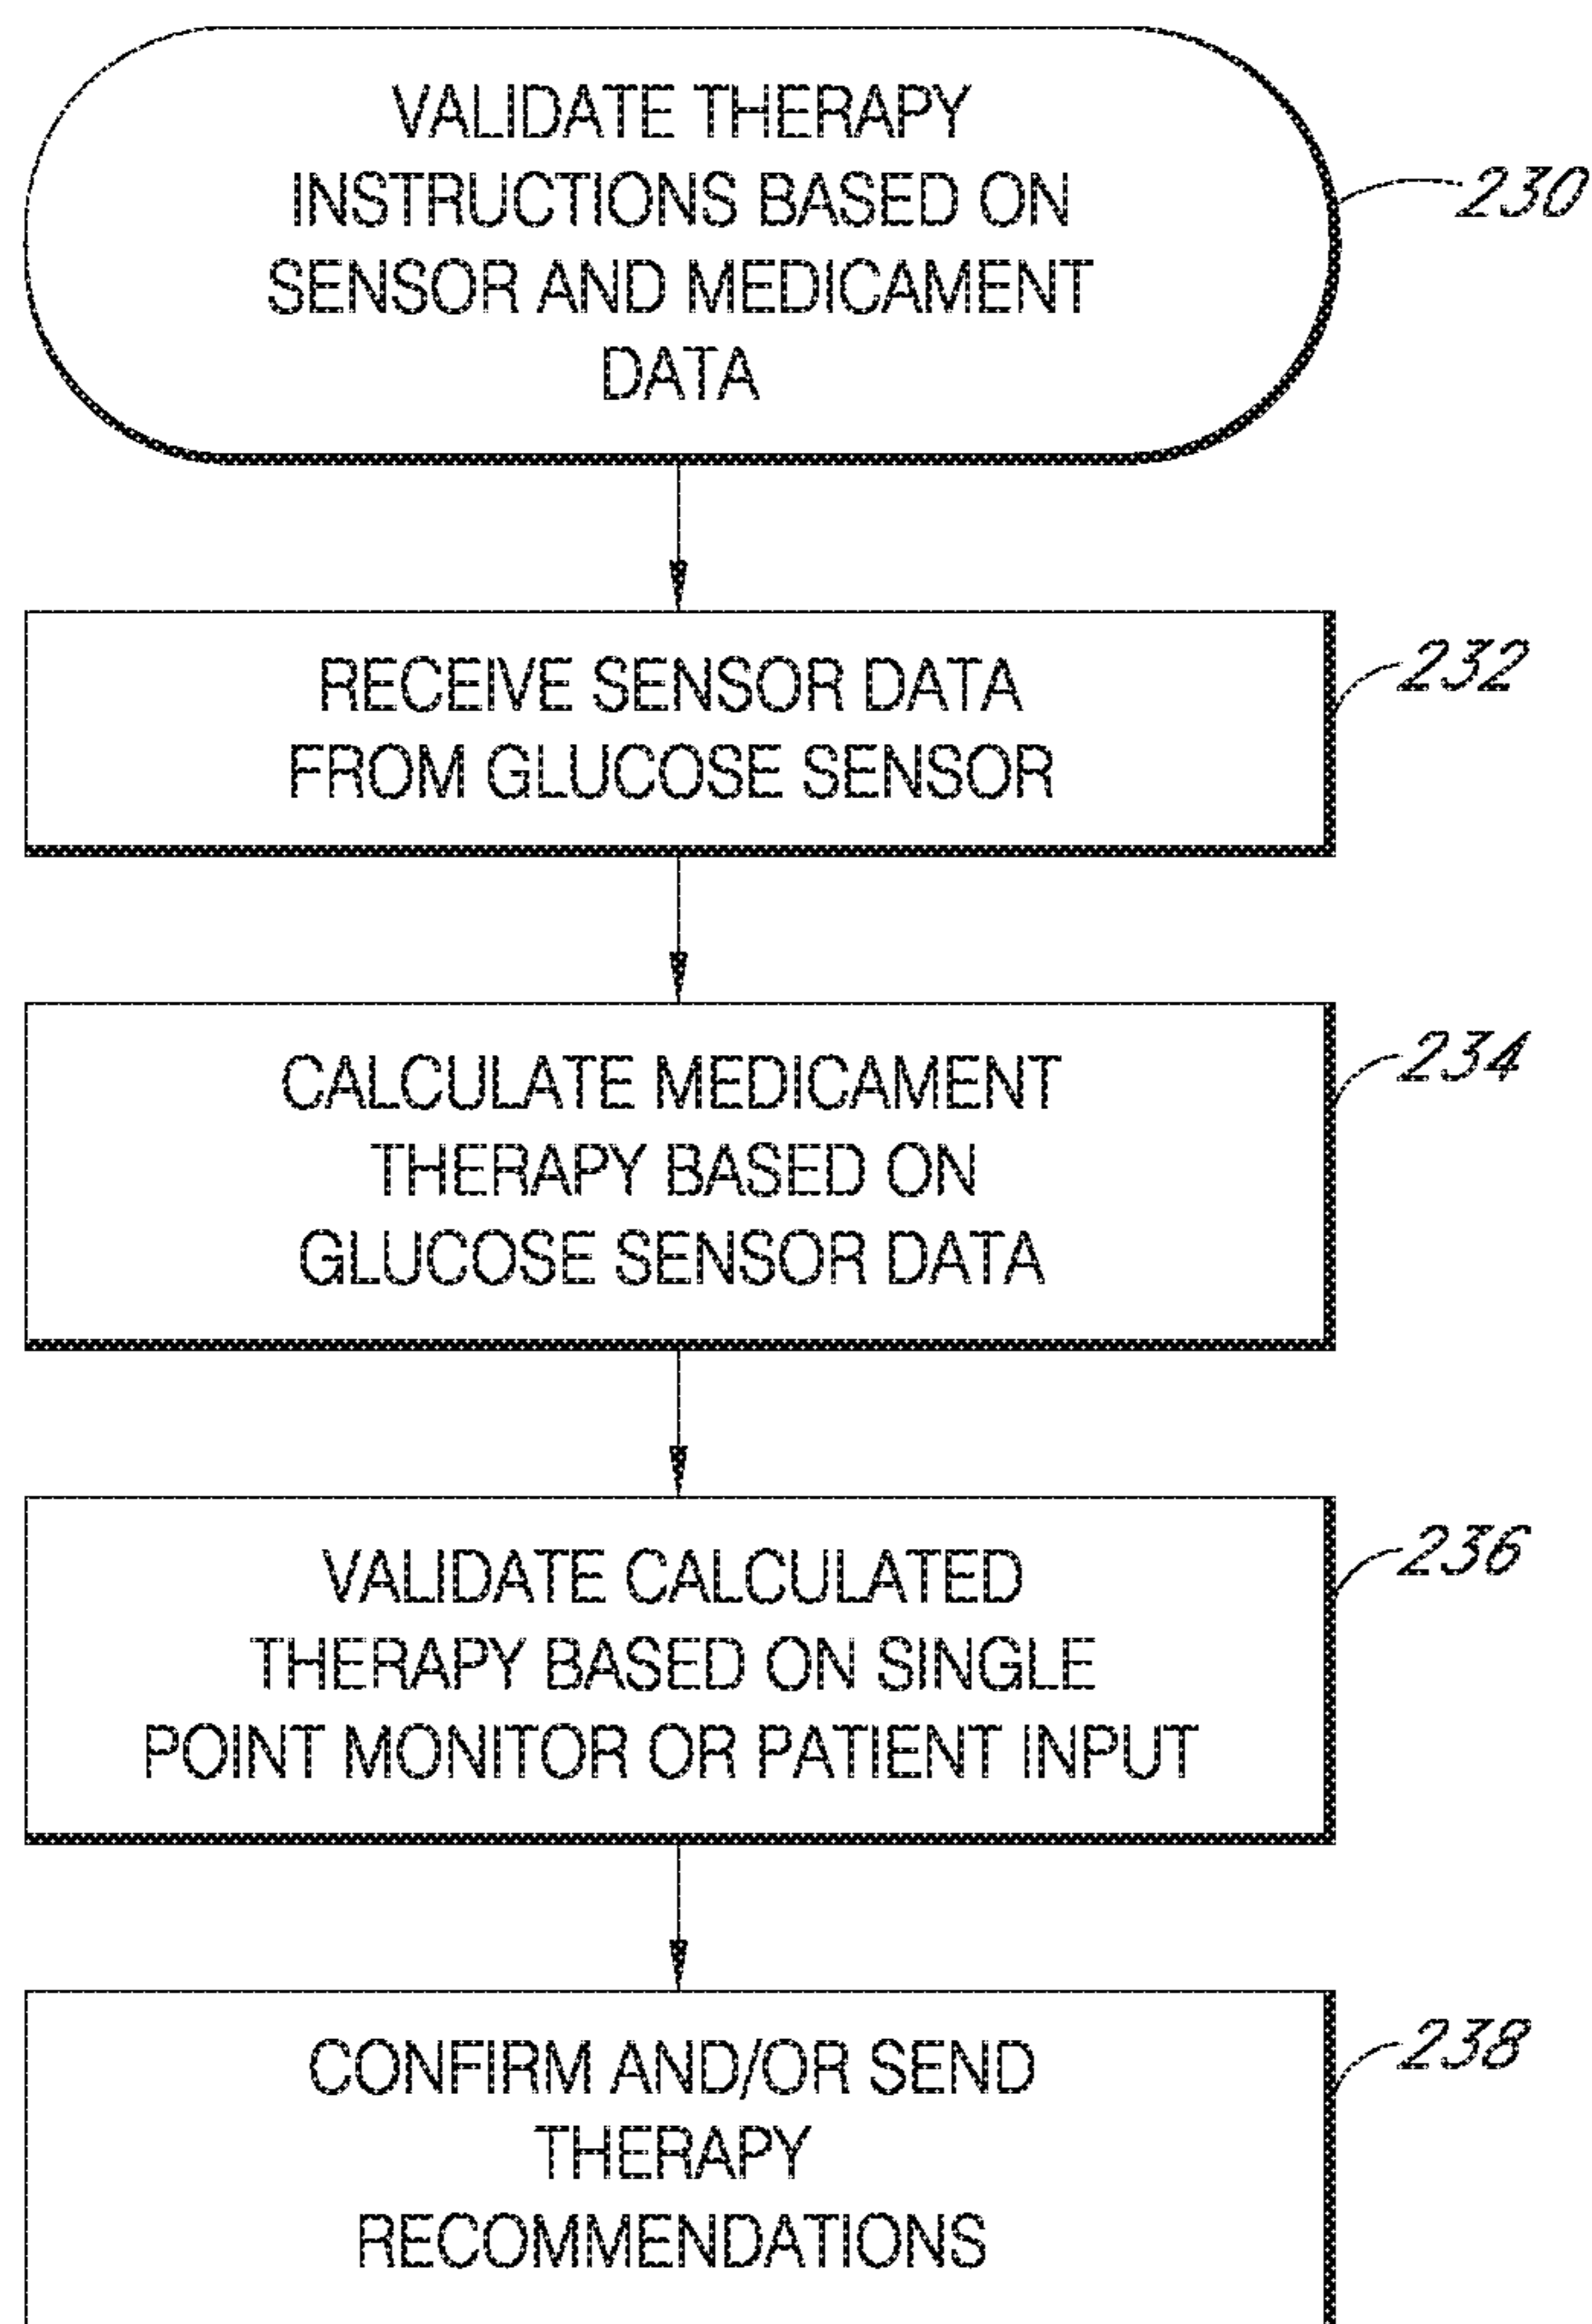 VALIDATE THERAPY
INSTRUCTIONS BASED ON
SENSOR AND MEDICAMENT
DATA
230
RECEIVE SENSOR DATA
FROM GLUCOSE SENSOR
232
CALCULATE MEDICAMENT
THERAPY BASED ON
GLUCOSE SENSOR DATA
234
VALIDATE CALCULATED
THERAPY BASED ON SINGLE
POINT MONITOR OR PATIENT INPUT
236
CONFIRM AND/OR SEND
THERAPY
RECOMMENDATIONS
238